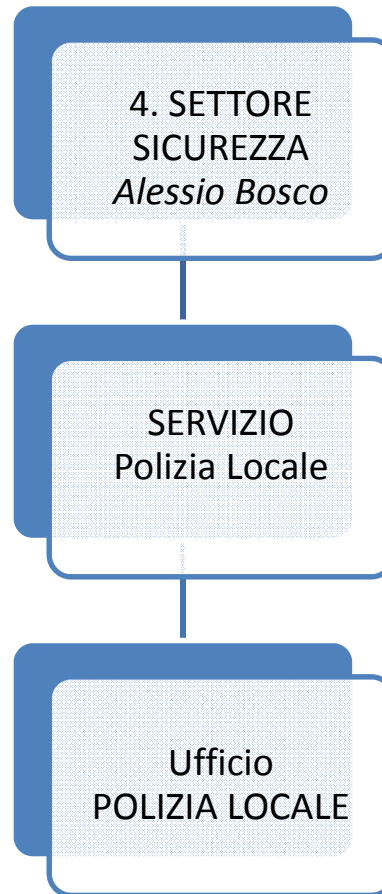 4. SETTORE
SICUREZZA
Alessio Bosco
SERVIZIO
Polizia Locale
Ufficio
POLIZIA LOCALE